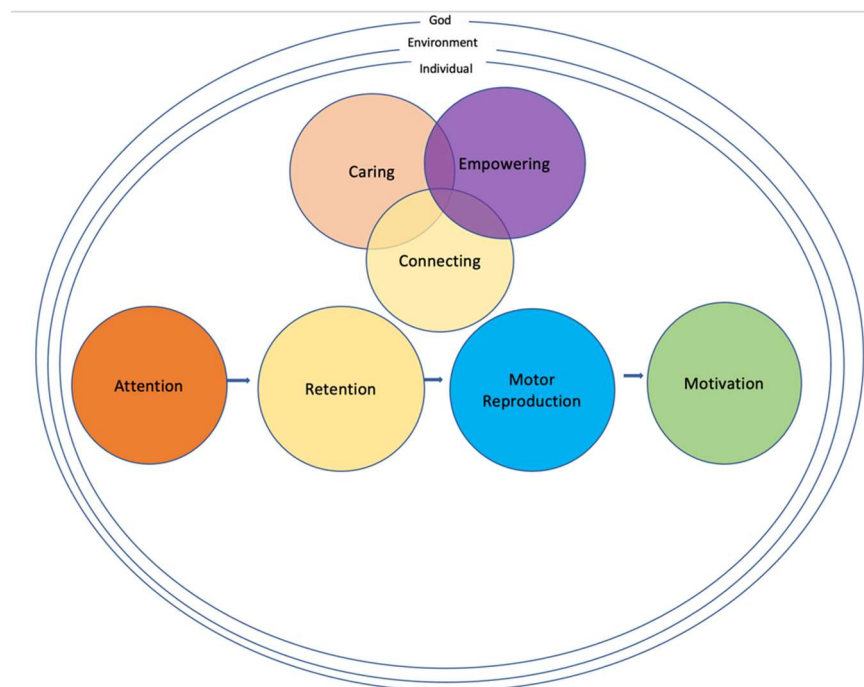 God
Environment
Individual
Caring
Empowering
Connecting
Attention
Retention
Motor
Reproduction
Motivation